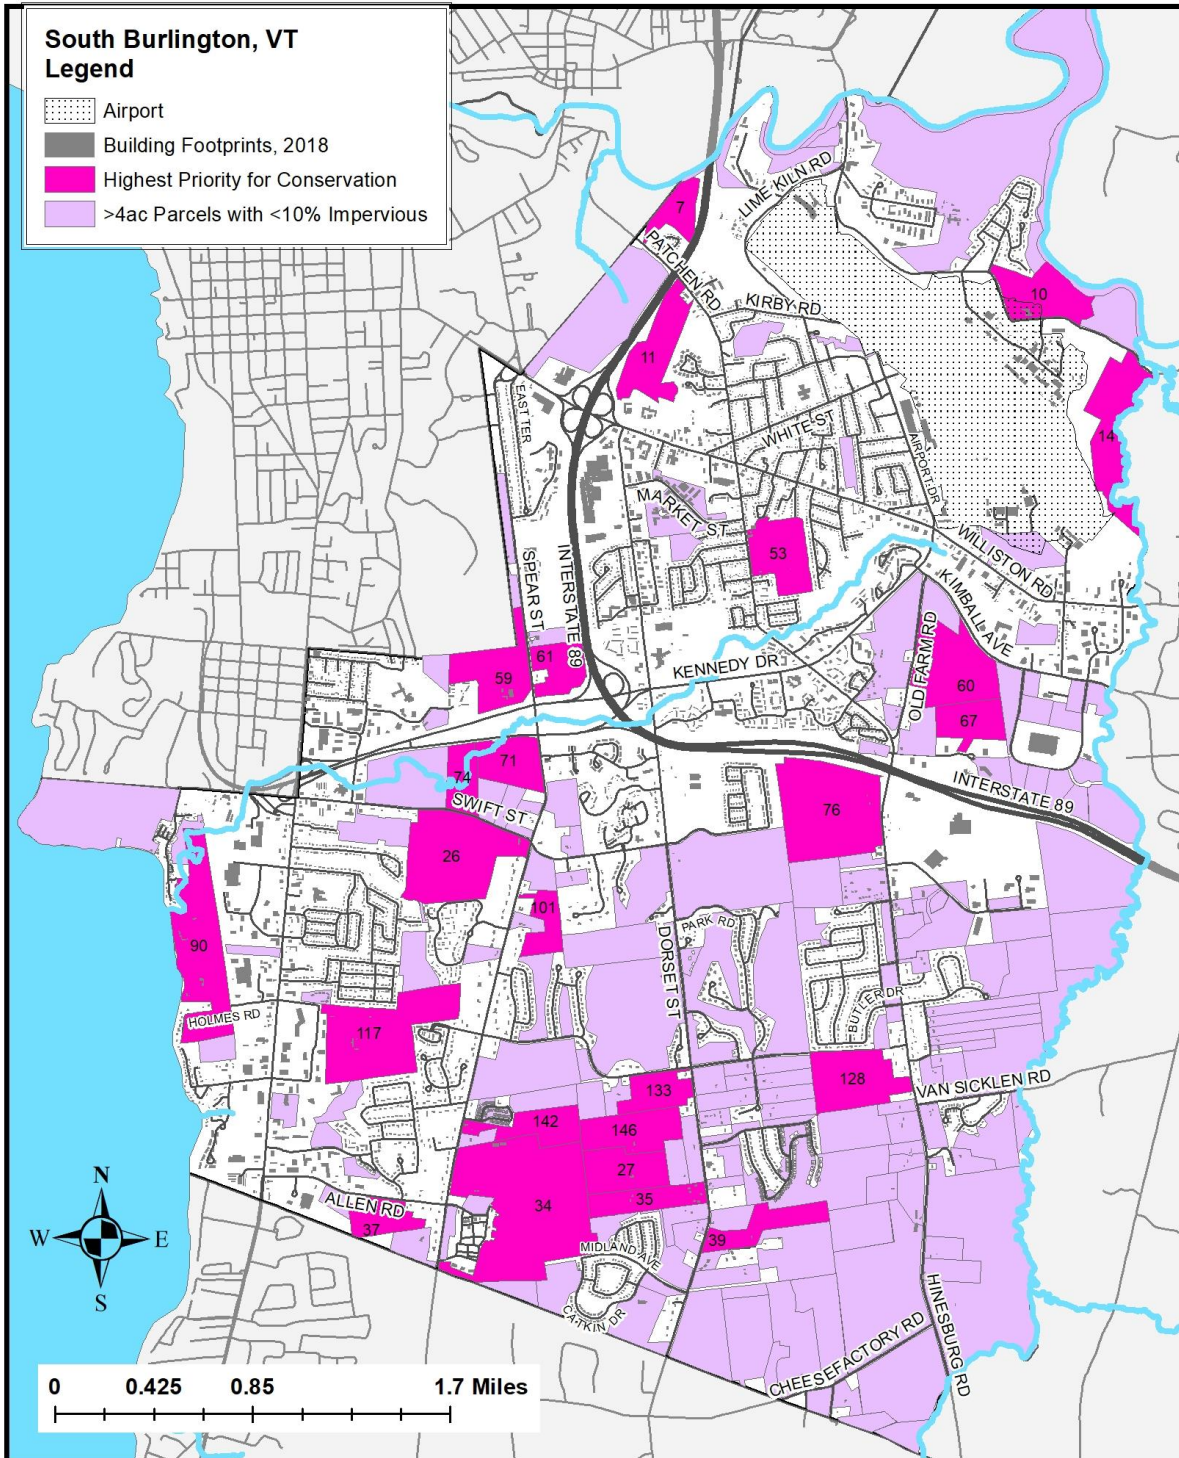 South Burlington, VT
Legend
Airport
Building Footprints, 2018
Highest Priority for Conservation
>4ac Parcels with <10% Impervious
7
LIME KILN RD
PATCHEN RD
10
KIRBY RD
11
EAST TER
WHITE ST
AIRPORT DR
14
MARKET ST
53
WILLISTON RD
SPEAR ST
INTERSTATE 89
KIMBALL AVE
OLD FARM RD
61
KENNEDY DR
59
60
67
71
74
INTERSTATE 89
SWIFT ST
76
26
101
PARK RD
90
DORSET ST
BUTLER DR
HOLMES RD
117
128
VAN SICKLEN RD
133
142
146
27
35
34
ALLEN RD
37
39
MIDLAND AVE
CATKIN DR
HINESBURG RD
CHEESEFACTORY RD
N
W
E
S
0 0.425 0.85 1.7 Miles